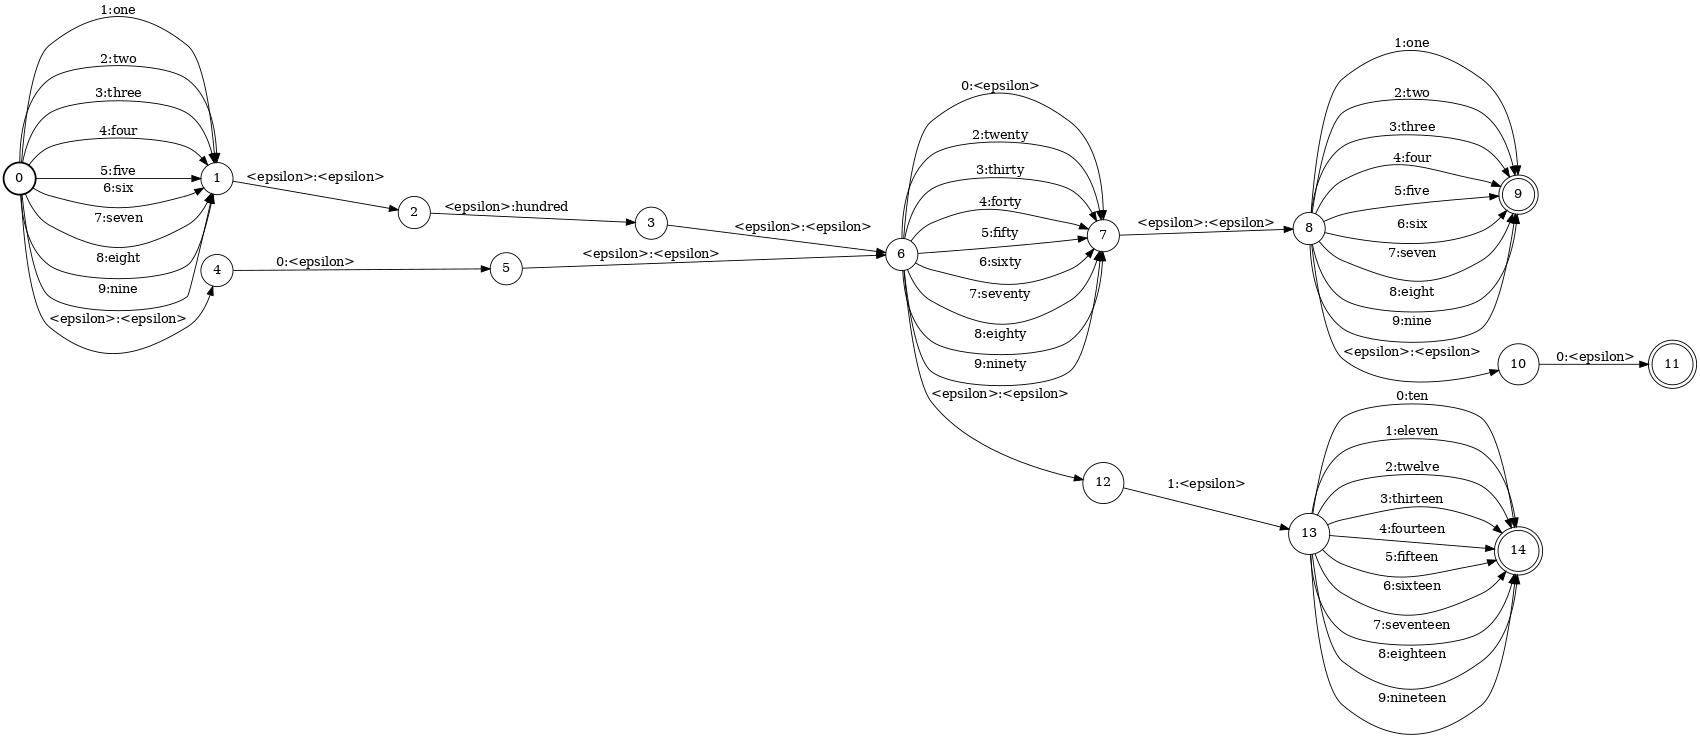 1:one
2:two
3:three
4:four
5:five
6:six
7:seven
8:eight
9:nine
<epsilon>:<epsilon>
0
1
<epsilon>:<epsilon>
2
<epsilon>:hundred
3
<epsilon>:<epsilon>
4
0:<epsilon>
5
<epsilon>:<epsilon>
6
0:<epsilon>
2:twenty
3:thirty
4:forty
5:fifty
6:sixty
7:seventy
8:eighty
9:ninety
<epsilon>:<epsilon>
7
<epsilon>:<epsilon>
8
1:one
2:two
3:three
4:four
5:five
6:six
7:seven
8:eight
9:nine
<epsilon>:<epsilon>
9
10
0:<epsilon>
11
12
1:<epsilon>
13
0:ten
1:eleven
2:twelve
3:thirteen
4:fourteen
5:fifteen
6:sixteen
7:seventeen
8:eighteen
9:nineteen
14